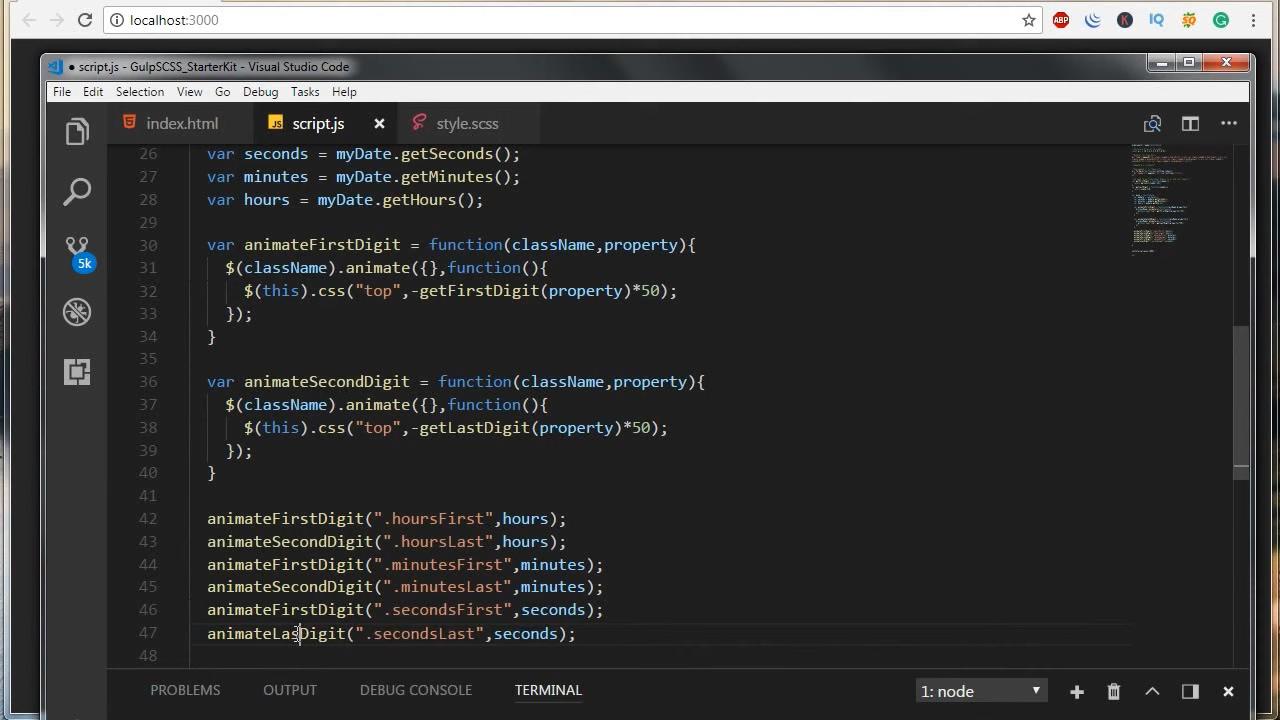 localhost:3000
ABP
script.js - GulpSCSS_StarterKit - Visual Studio Code
File Edit Selection View Go Debug Tasks Help
index.html JS script.js style.scss
26 var seconds = myDate.getSeconds();
27 var minutes = myDate.getMinutes();
28 var hours = myDate.getHours();
29
30 var animateFirstDigit = function(className,property){
31 $(className).animate({},function(){
32 $(this).css("top",-getFirstDigit(property)*50);
33 });
34 }
35
36 var animateSecondDigit = function(className,property){
37 $(className).animate({},function(){
38 $(this).css("top",-getLastDigit(property)*50);
39 });
40 }
41
42 animateFirstDigit(".hoursFirst",hours);
43 animateSecondDigit(".hoursLast",hours);
44 animateFirstDigit(".minutesFirst",minutes);
45 animateSecondDigit(".minutesLast",minutes);
46 animateFirstDigit(".secondsFirst",seconds);
47 animateLasDigit(".secondsLast",seconds);
48
5k
PROBLEMS OUTPUT DEBUG CONSOLE TERMINAL 1: node